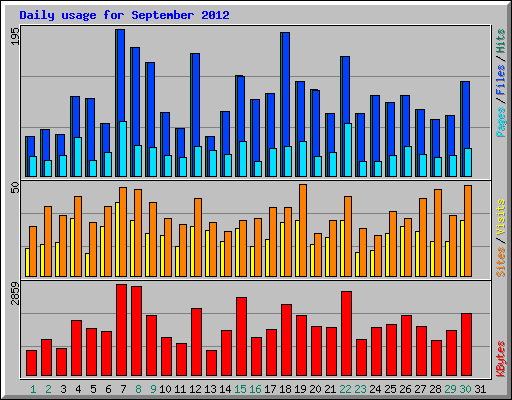 Daily usage for September 2012
195
Pages / Files / Hits
50
Sites / Visits
2859
KBytes
1 2 3 4 5 6 7 8 9 10 11 12 13 14 15 16 17 18 19 20 21 22 23 24 25 26 27 28 29 30 31